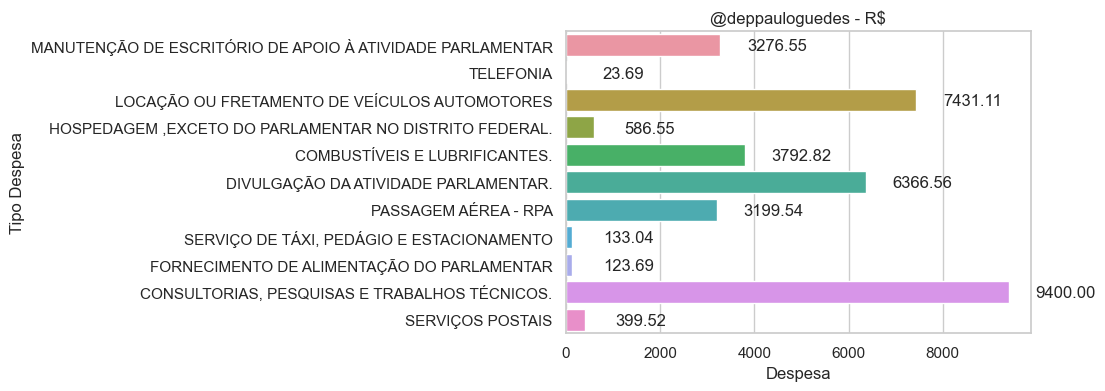 @deppauloguedes - R$
MANUTENÇÃO DE ESCRITÓRIO DE APOIO À ATIVIDADE PARLAMENTAR 3276.55
TELEFONIA 23.69
LOCAÇÃO OU FRETAMENTO DE VEÍCULOS AUTOMOTORES 7431.11
HOSPEDAGEM ,EXCETO DO PARLAMENTAR NO DISTRITO FEDERAL. 586.55
COMBUSTÍVEIS E LUBRIFICANTES. 3792.82
DIVULGAÇÃO DA ATIVIDADE PARLAMENTAR. 6366.56
PASSAGEM AÉREA - RPA 3199.54
SERVIÇO DE TÁXI, PEDÁGIO E ESTACIONAMENTO 133.04
FORNECIMENTO DE ALIMENTAÇÃO DO PARLAMENTAR 123.69
CONSULTORIAS, PESQUISAS E TRABALHOS TÉCNICOS. 9400.00
SERVIÇOS POSTAIS 399.52
Tipo Despesa
0 2000 4000 6000 8000
Despesa